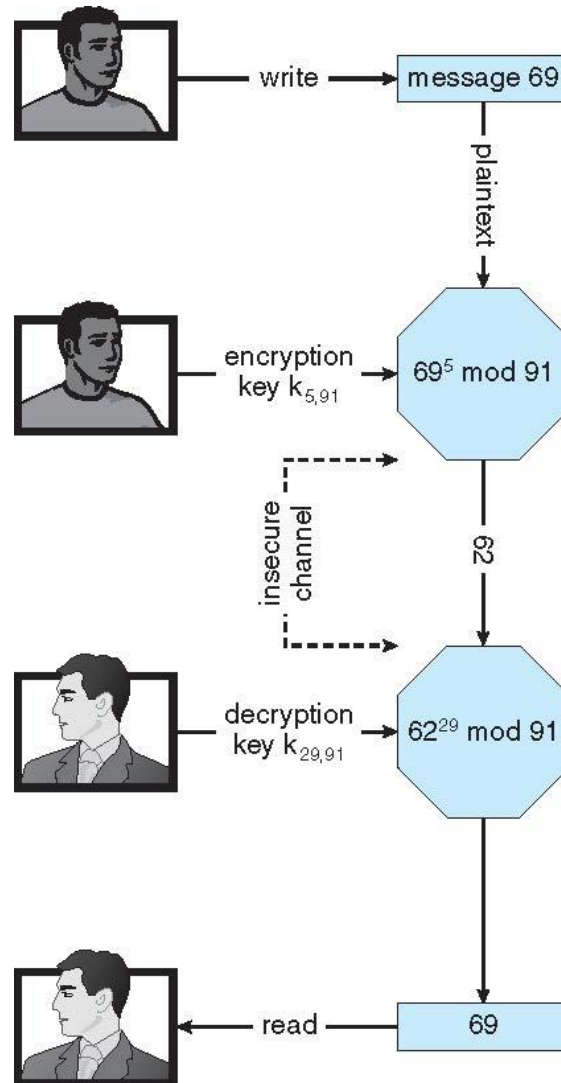 write
message 69
plaintext
encryption
key k5,91
69⁵ mod 91
insecure
channel
62
decryption
key k29,91
62²⁹ mod 91
read
69